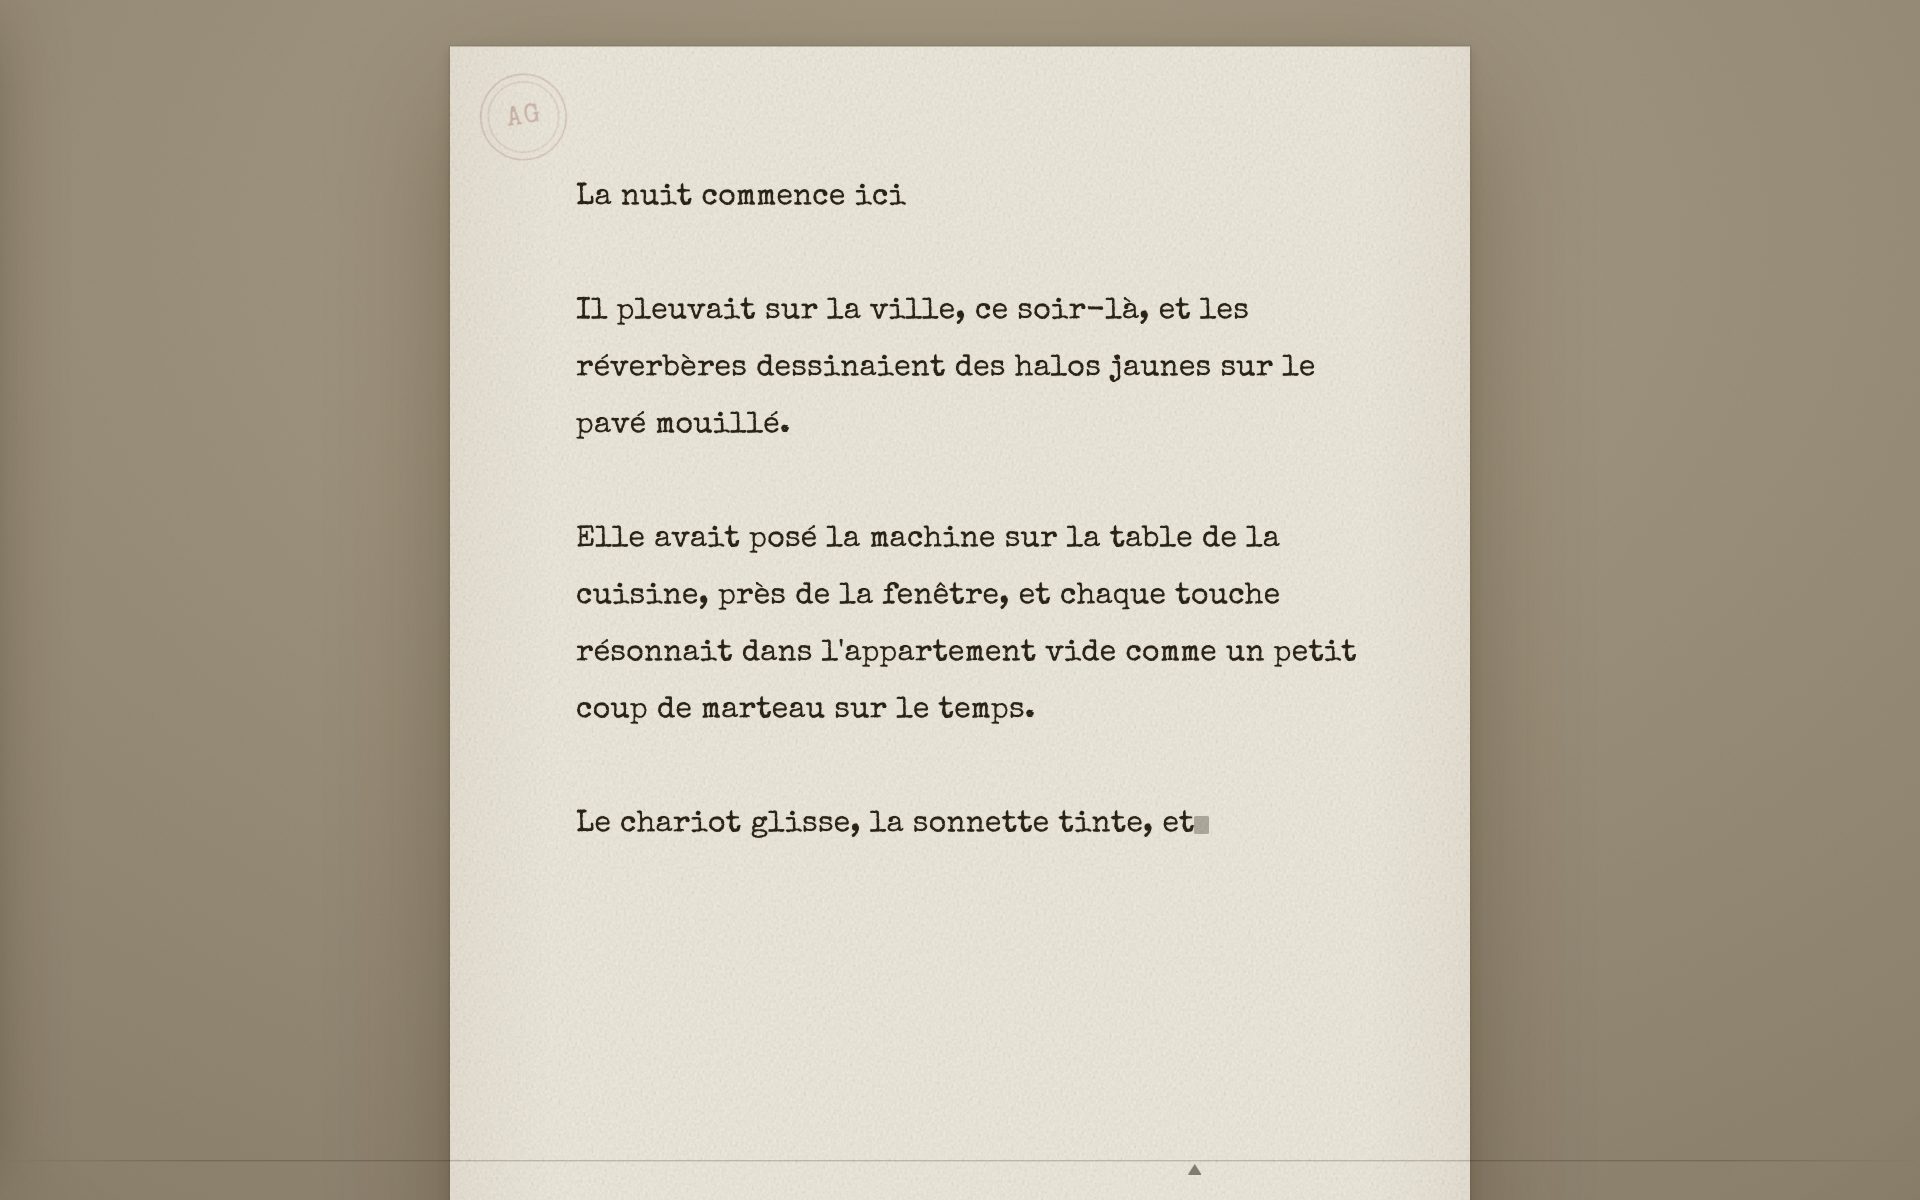 AG
La nuit commence ici
Il pleuvait sur la ville, ce soir-là, et les
réverbères dessinaient des halos jaunes sur le
pavé mouillé.
Elle avait posé la machine sur la table de la
cuisine, près de la fenêtre, et chaque touche
résonnait dans l'appartement vide comme un petit
coup de marteau sur le temps.
Le chariot glisse, la sonnette tinte, et